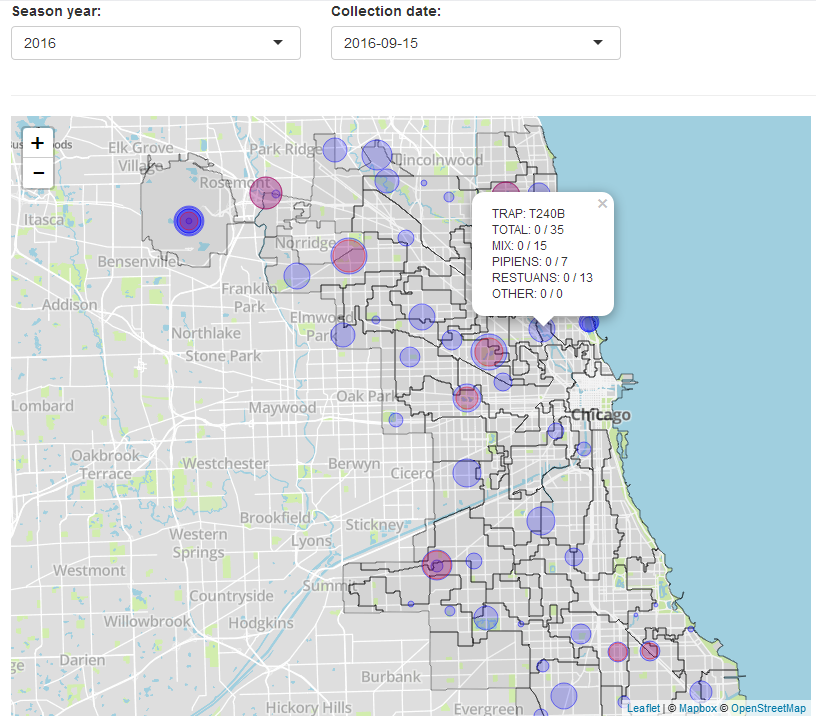 Season year:
Collection date:
2016
2016-09-15
+
−
Elk Grove
Village
Park Ridge
Lincolnwood
Rosemont
Itasca
TRAP: T240B
×
TOTAL: 0 / 35
MIX: 0 / 15
PIPIENS: 0 / 7
RESTUANS: 0 / 13
OTHER: 0 / 0
Norridge
Bensenville
Franklin
Park
Addison
Elmwood
Park
Northlake
Stone Park
Oak Park
Lombard
Maywood
Chicago
Oakbrook
Terrace
Westchester
Berwyn
Cicero
Brookfield
Stickney
Western
Springs
Lyons
Westmont
Summ
Countryside
Willowbrook
Hodgkins
Darien
Burbank
Hickory Hills
Evergreen
Leaflet | © Mapbox © OpenStreetMap